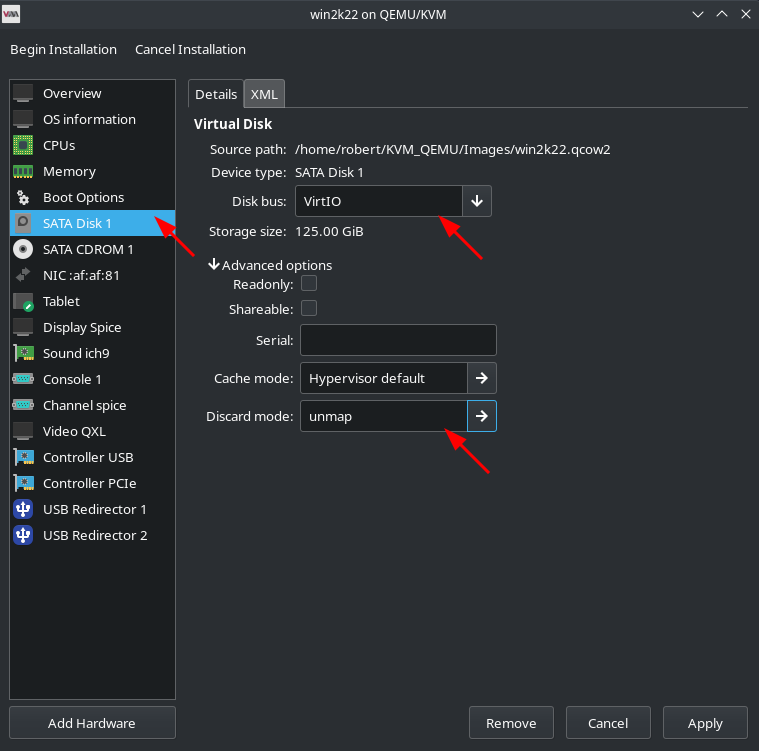 win2k22 on QEMU/KVM
Begin Installation Cancel Installation
Overview
OS information
CPUs
Memory
Boot Options
SATA Disk 1
SATA CDROM 1
NIC :af:af:81
Tablet
Display Spice
Sound ich9
Console 1
Channel spice
Video QXL
Controller USB
Controller PCIe
USB Redirector 1
USB Redirector 2
Add Hardware
Details XML
Virtual Disk
Source path: /home/robert/KVM_QEMU/Images/win2k22.qcow2
Device type: SATA Disk 1
Disk bus: VirtIO
Storage size: 125.00 GiB
Advanced options
Readonly:
Shareable:
Serial:
Cache mode: Hypervisor default
Discard mode: unmap
Remove Cancel Apply